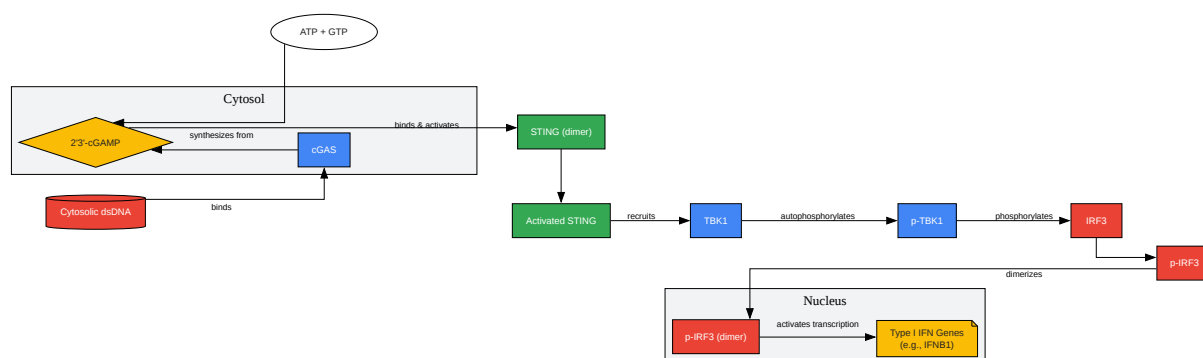 ATP + GTP
Cytosol
binds & activates
synthesizes from
2'3'-cGAMP
cGAS
STING (dimer)
Cytosolic dsDNA
binds
Activated STING
recruits
TBK1
autophosphorylates
p-TBK1
phosphorylates
IRF3
p-IRF3
dimerizes
Nucleus
p-IRF3 (dimer)
activates transcription
Type I IFN Genes
(e.g., IFNB1)